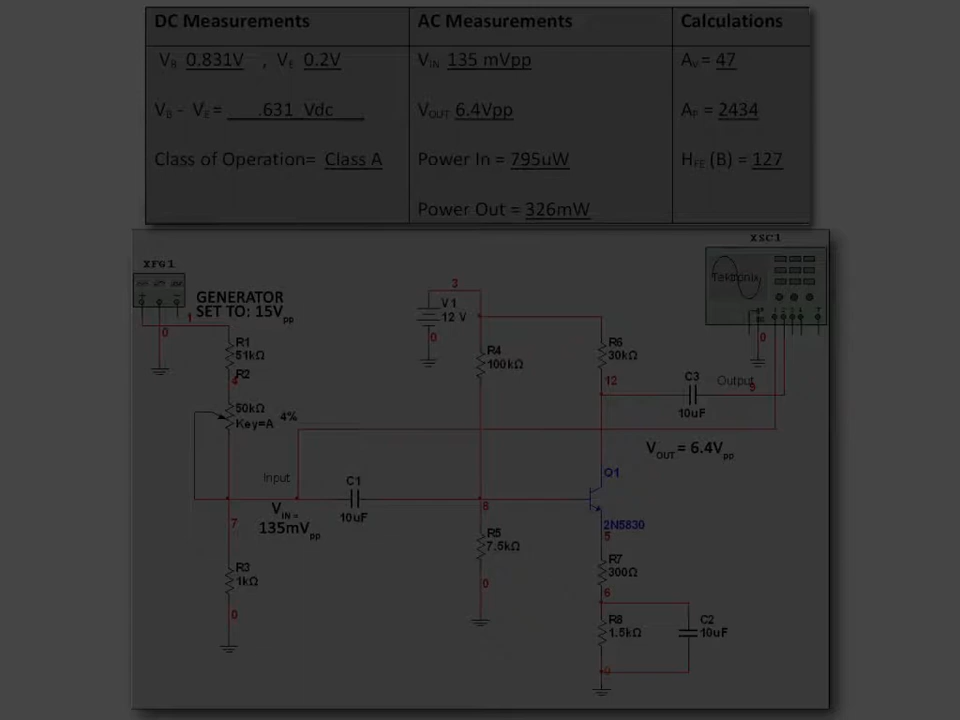 DC Measurements AC Measurements Calculations
VB 0.831V , VE 0.2V VIN 135 mVpp AV = 47
VB - VE = .631 Vdc VOUT 6.4Vpp AP = 2434
Class of Operation= Class A Power In = 795uW HFE (B) = 127
Power Out = 326mW
XSC1
XFG1
Tektronix
GENERATOR
SET TO: 15Vpp
1
0
3
V1
12 V
0
0
R1
51kΩ
R2
4
50kΩ
Key=A
4%
R4
100kΩ
R6
30kΩ
12
C3
10uF
Output
9
VOUT = 6.4Vpp
Input
C1
10uF
VIN =
135mVpp
Q1
2N5830
8
5
7
R5
7.5kΩ
R3
1kΩ
R7
300Ω
0
6
0
R8
1.5kΩ
C2
10uF
0